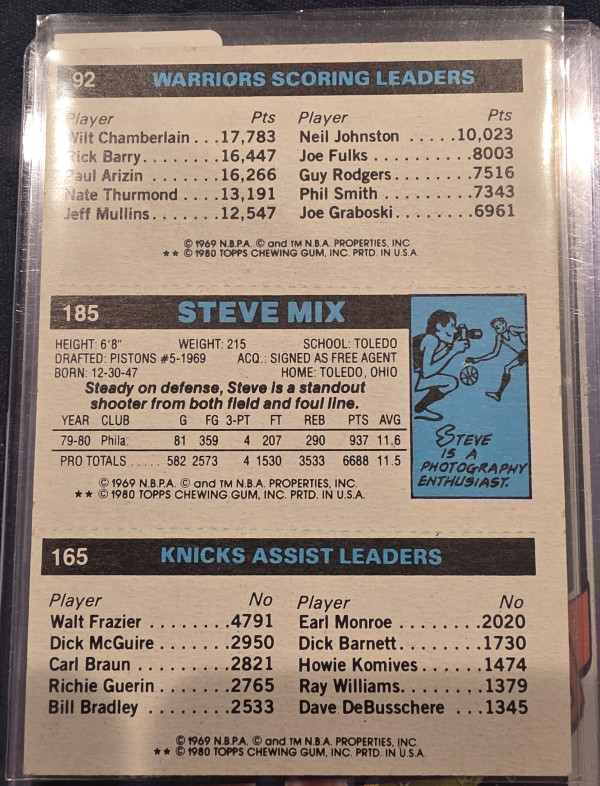 92 WARRIORS SCORING LEADERS
Player Pts Player Pts
Wilt Chamberlain . . . 17,783 Neil Johnston . . . . . 10,023
Rick Barry . . . . . . . . 16,447 Joe Fulks . . . . . . . . . 8003
Paul Arizin . . . . . . . 16,266 Guy Rodgers . . . . . . . 7516
Nate Thurmond . . . . 13,191 Phil Smith . . . . . . . . 7343
Jeff Mullins . . . . . . . 12,547 Joe Graboski . . . . . . . . 6961
© 1969 N.B.P.A. © and TM N.B.A. PROPERTIES, INC
★★ © 1980 TOPPS CHEWING GUM, INC. PRTD. IN U.S.A.
185 STEVE MIX
HEIGHT: 6'8" WEIGHT: 215 SCHOOL: TOLEDO
DRAFTED: PISTONS #5-1969 ACQ.: SIGNED AS FREE AGENT
BORN: 12-30-47 HOME: TOLEDO, OHIO
Steady on defense, Steve is a standout
shooter from both field and foul line.
YEAR CLUB G FG 3-PT FT REB PTS AVG
79-80 Phila. 81 359 4 207 290 937 11.6
PRO TOTALS . . . . . 582 2573 4 1530 3533 6688 11.5
© 1969 N.B.P.A. © and TM N.B.A. PROPERTIES, INC.
★★ © 1980 TOPPS CHEWING GUM, INC. PRTD. IN U.S.A.
STEVE
IS A
PHOTOGRAPHY
ENTHUSIAST.
165 KNICKS ASSIST LEADERS
Player No Player No
Walt Frazier . . . . . . . 4791 Earl Monroe . . . . . . . . 2020
Dick McGuire . . . . . . 2950 Dick Barnett . . . . . . . 1730
Carl Braun . . . . . . . . 2821 Howie Komives . . . . . . 1474
Richie Guerin . . . . . . 2765 Ray Williams. . . . . . . . 1379
Bill Bradley . . . . . . . 2533 Dave DeBusschere . . . 1345
© 1969 N.B.P.A. © and TM N.B.A. PROPERTIES, INC
★★ © 1980 TOPPS CHEWING GUM, INC. PRTD. IN U.S.A.